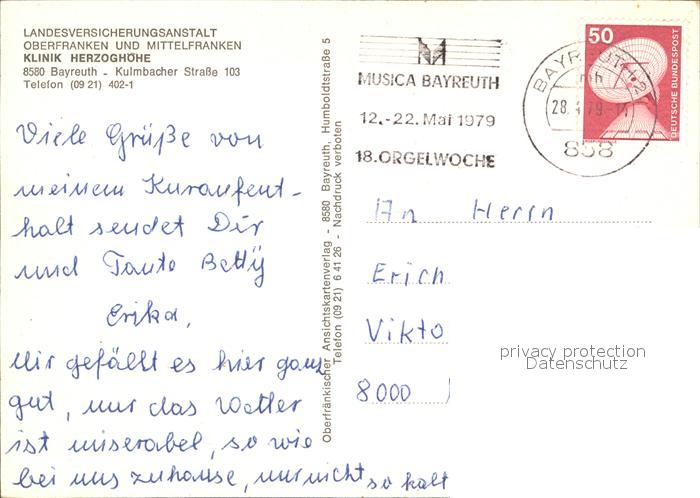 LANDESVERSICHERUNGSANSTALT
OBERFRANKEN UND MITTELFRANKEN
KLINIK HERZOGHÖHE
8580 Bayreuth - Kulmbacher Straße 103
Telefon (09 21) 402-1
Viele Grüße von
meinem Kuraufent-
halt sendet Dir
und Tante Betty
Erika,
Mir gefällt es hier ganz
gut, nur das Wetter
ist miserabel, so wie
bei uns zuhause, nur nicht so kalt
Oberfränkischer Ansichtskartenverlag - 8580 Bayreuth, Humboldtstraße 5
Telefon (09 21) 6 41 26 - Nachdruck verboten
MUSICA BAYREUTH
12.-22. Mai 1979
18. ORGELWOCHE
BAYREUTH 2
mh
28.
79
858
50
DEUTSCHE BUNDESPOST
An Herrn
Erich
Vikto
8000
privacy protection
Datenschutz